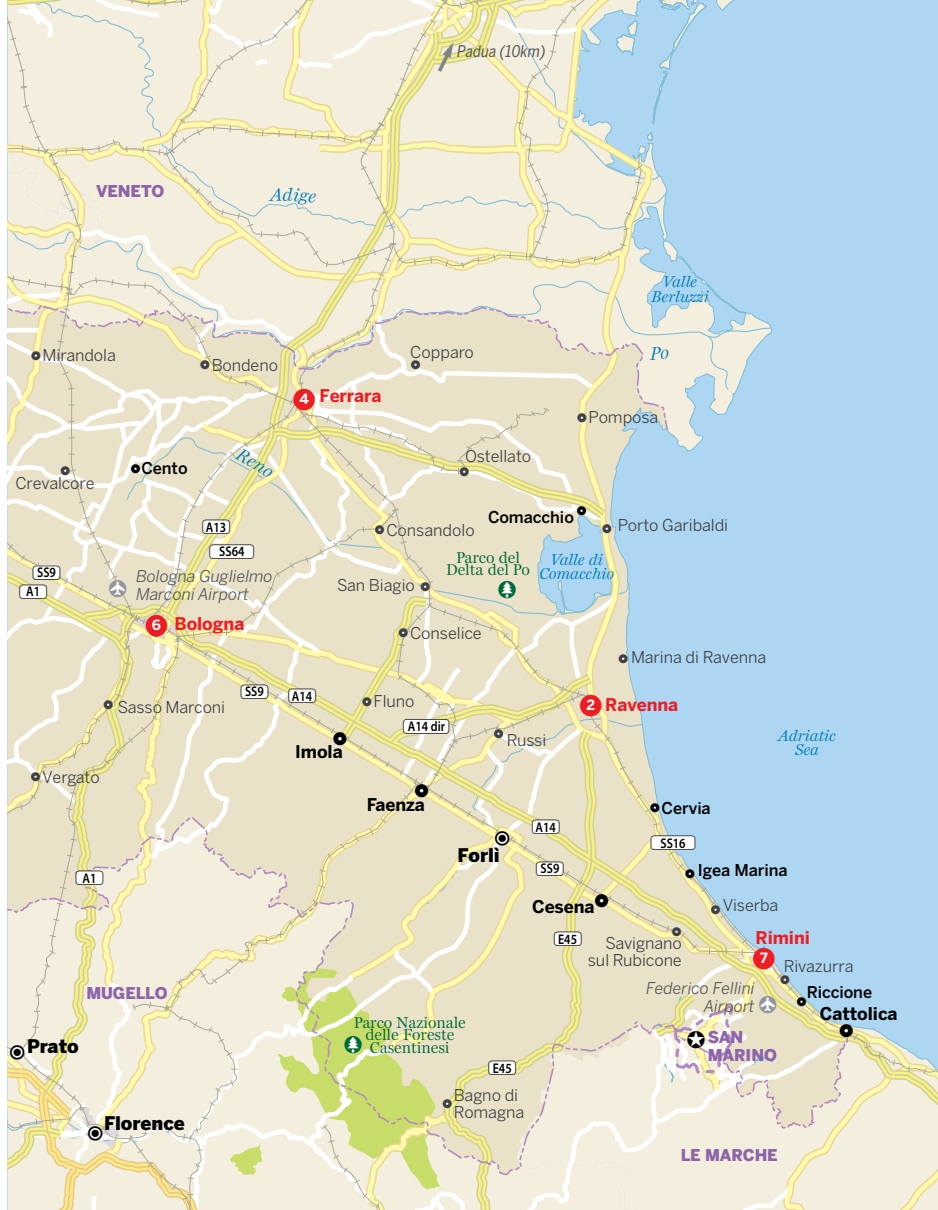 Padua (10km)
VENETO
Adige
Valle
Berluzzi
Po
Mirandola
Bondeno
Copparo
4
Ferrara
Pomposa
Reno
Ostellato
Cento
Crevalcore
Comacchio
Porto Garibaldi
A13
Consandolo
SS64
Parco del
Delta del Po
Valle di
Comacchio
SS9
A1
Bologna Guglielmo
Marconi Airport
San Biagio
6
Bologna
Conselice
Marina di Ravenna
SS9
A14
Fluno
2
Ravenna
Sasso Marconi
A14 dir
Russi
Adriatic
Sea
Imola
Vergato
Faenza
Cervia
A14
SS16
Forlì
SS9
Igea Marina
A1
Cesena
Viserba
E45
Savignano
sul Rubicone
Rimini
7
Rivazurra
MUGELLO
Federico Fellini
Airport
Riccione
Cattolica
Parco Nazionale
delle Foreste
Casentinesi
SAN
MARINO
Prato
E45
Bagno di
Romagna
Florence
LE MARCHE